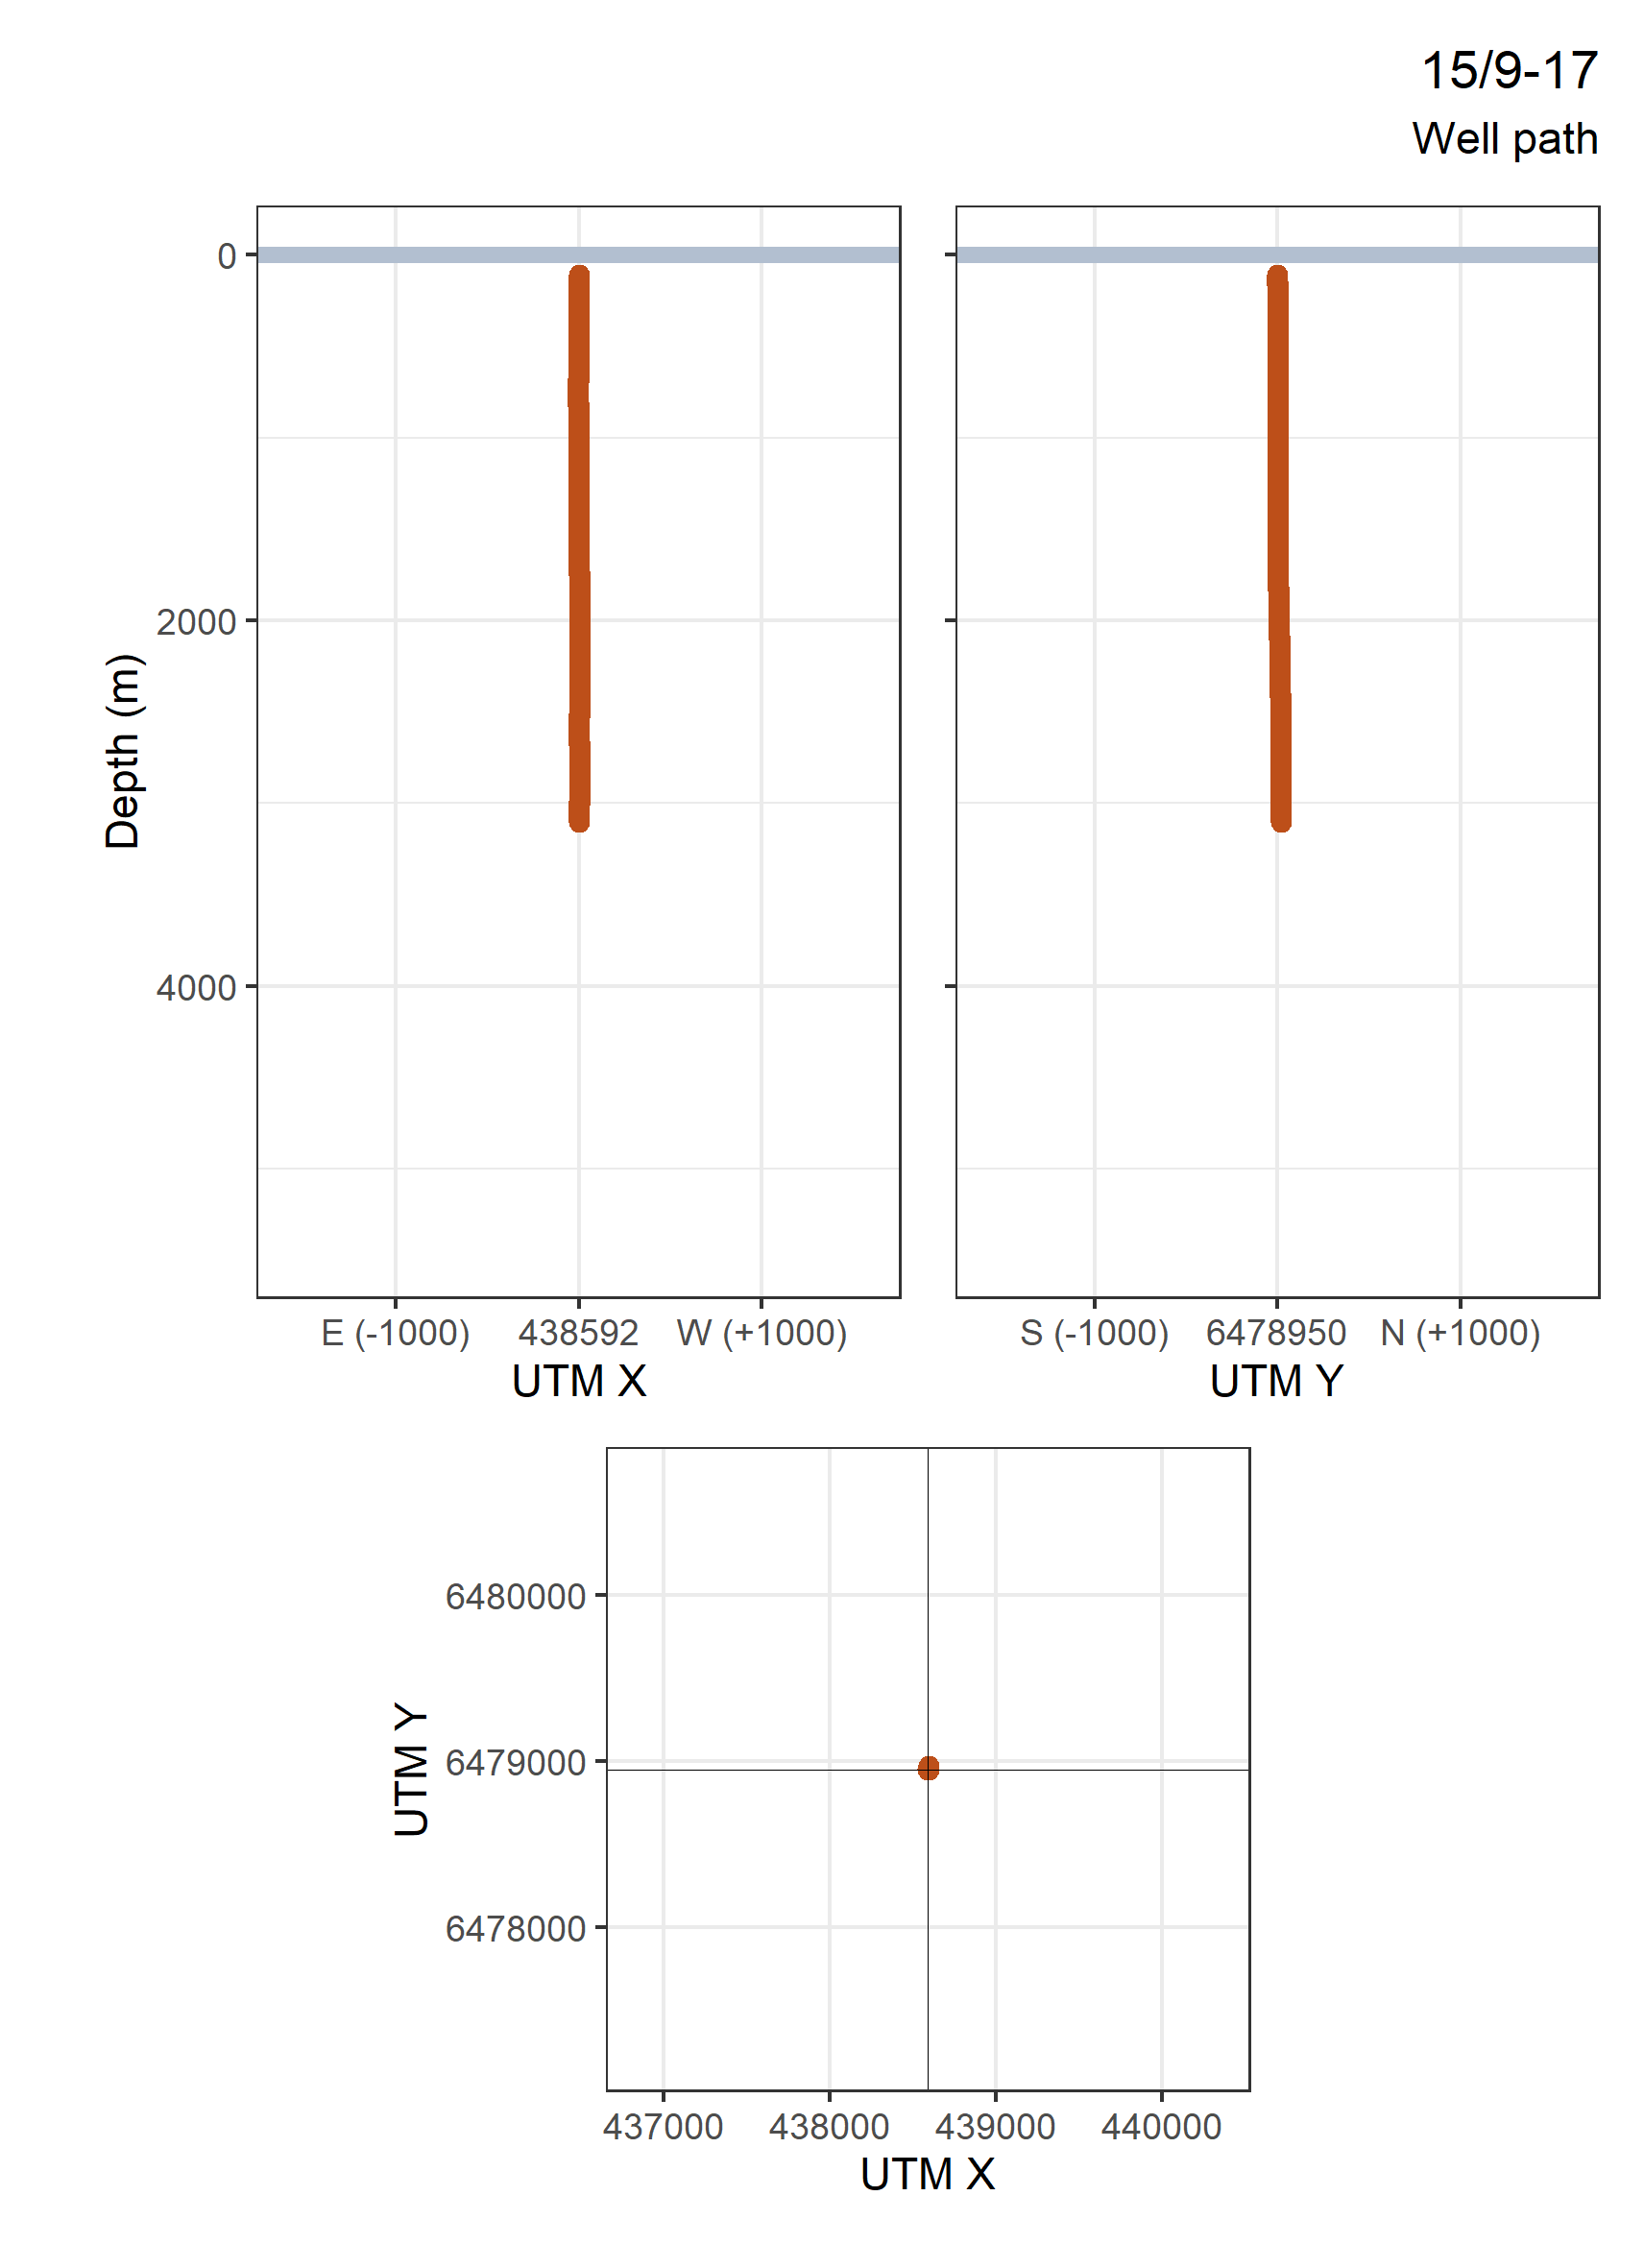 15/9-17
Well path
0
2000
4000
Depth (m)
E (-1000) 438592 W (+1000)
UTM X
S (-1000) 6478950 N (+1000)
UTM Y
6480000
6479000
6478000
UTM Y
437000 438000 439000 440000
UTM X